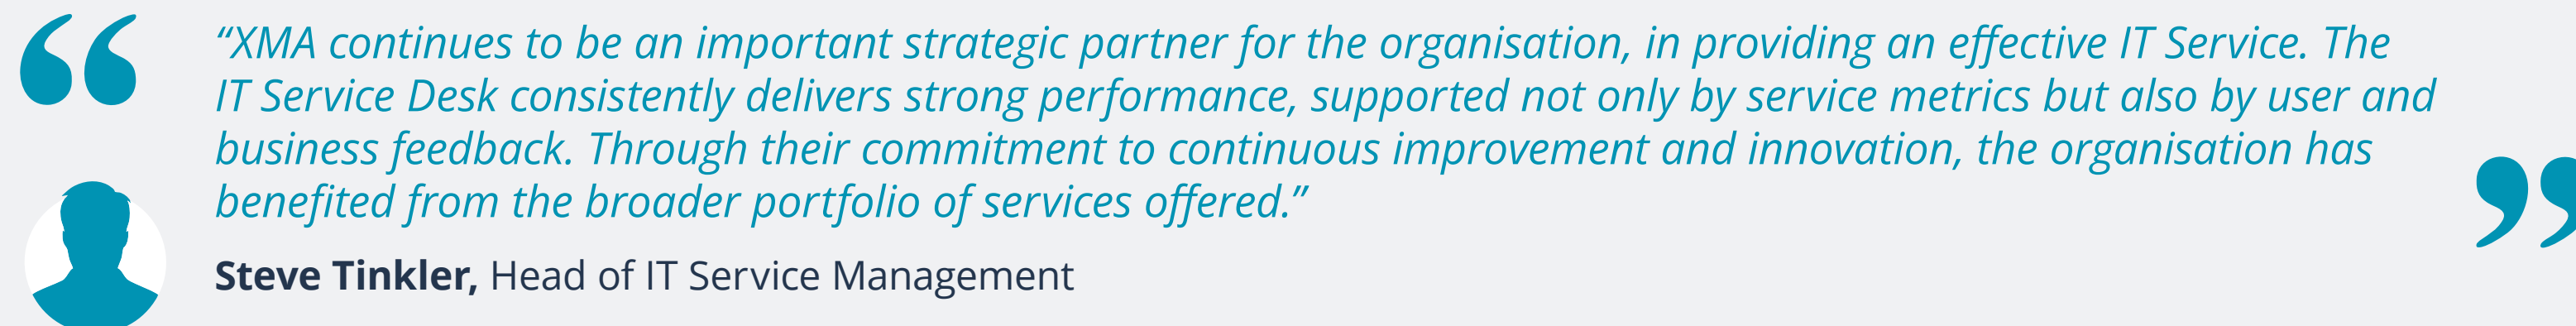 “XMA continues to be an important strategic partner for the organisation, in providing an effective IT Service. The
IT Service Desk consistently delivers strong performance, supported not only by service metrics but also by user and
business feedback. Through their commitment to continuous improvement and innovation, the organisation has
benefited from the broader portfolio of services offered.”
Steve Tinkler, Head of IT Service Management